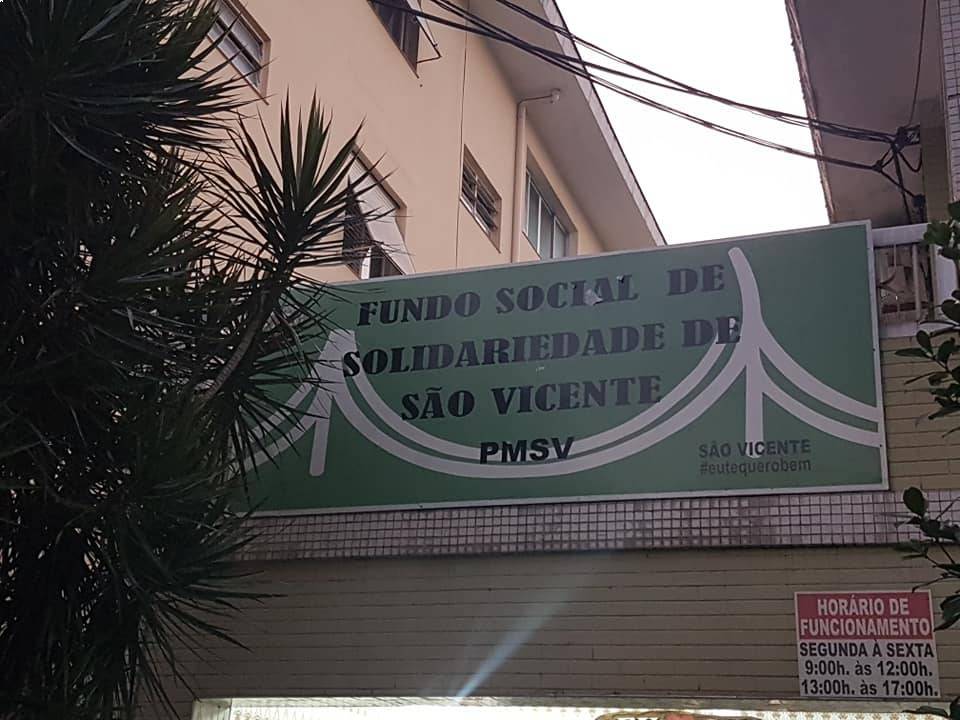 FUNDO SOCIAL DE
SOLIDARIEDADE DE
SÃO VICENTE
PMSV
SÃO VICENTE
#eutequerobem
HORÁRIO DE
FUNCIONAMENTO
SEGUNDA À SEXTA
9:00h. às 12:00h.
13:00h. às 17:00h.